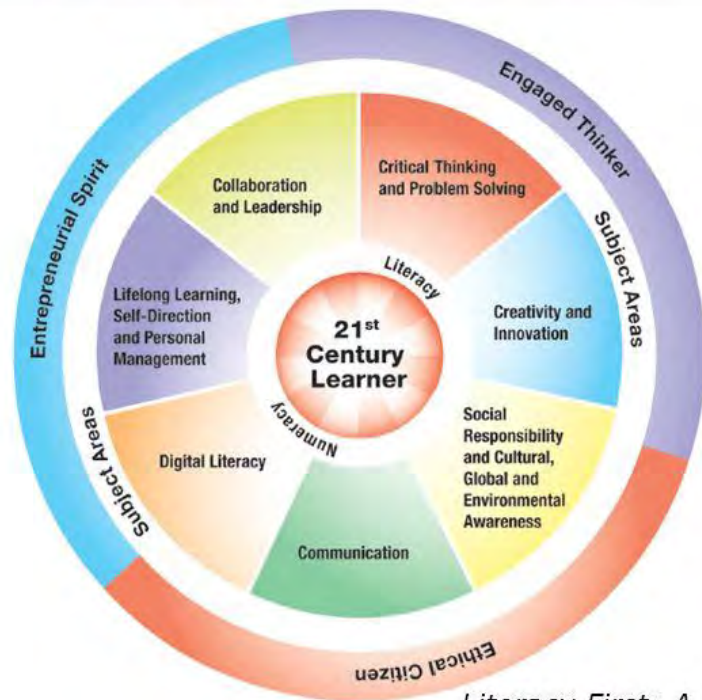 Engaged Thinker
Entrepreneurial Spirit
Ethical Citizen
Subject Areas
Subject Areas
Collaboration
and Leadership
Critical Thinking
and Problem Solving
Creativity and
Innovation
Social
Responsibility
and Cultural,
Global and
Environmental
Awareness
Communication
Digital Literacy
Lifelong Learning,
Self-Direction
and Personal
Management
Literacy
Numeracy
21st
Century
Learner
Literacy First: A